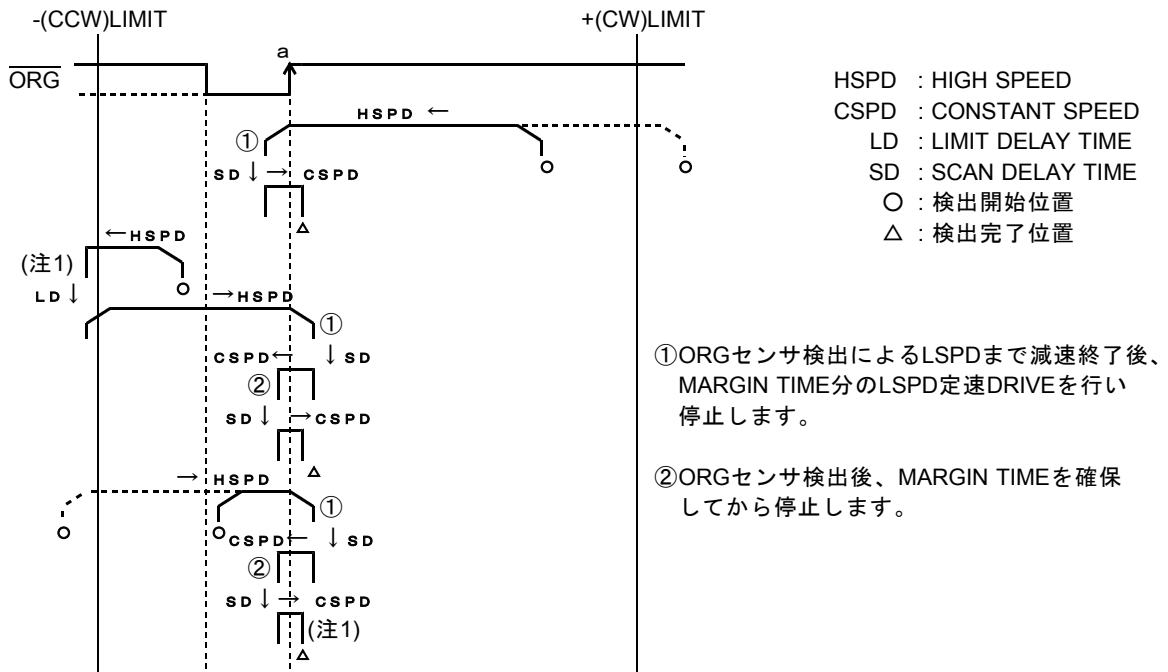 -(CCW)LIMIT
+(CW)LIMIT
ORG
a
HSPD ←
①
SD ↓ → CSPD
△
←HSPD
(注1)
LD ↓
→HSPD
①
CSPD← ↓ SD
②
SD ↓ →CSPD
△
→ HSPD
①
CSPD← ↓ SD
②
SD ↓ → CSPD
(注1)
△
HSPD : HIGH SPEED
CSPD : CONSTANT SPEED
LD : LIMIT DELAY TIME
SD : SCAN DELAY TIME
○ : 検出開始位置
△ : 検出完了位置
①ORGセンサ検出によるLSPDまで減速終了後、
MARGIN TIME分のLSPD定速DRIVEを行い
停止します。
②ORGセンサ検出後、MARGIN TIMEを確保
してから停止します。